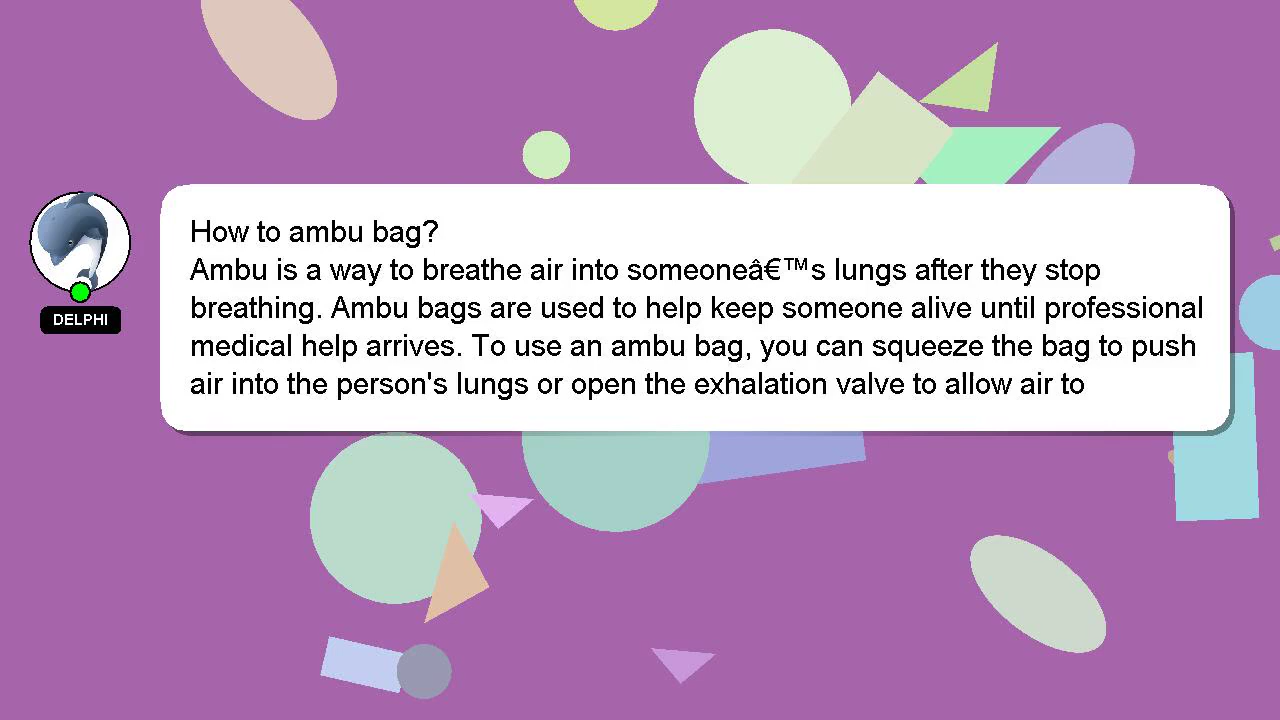 How to ambu bag?
Ambu is a way to breathe air into someoneâ€™s lungs after they stop
breathing. Ambu bags are used to help keep someone alive until professional
medical help arrives. To use an ambu bag, you can squeeze the bag to push
air into the person's lungs or open the exhalation valve to allow air to
DELPHI